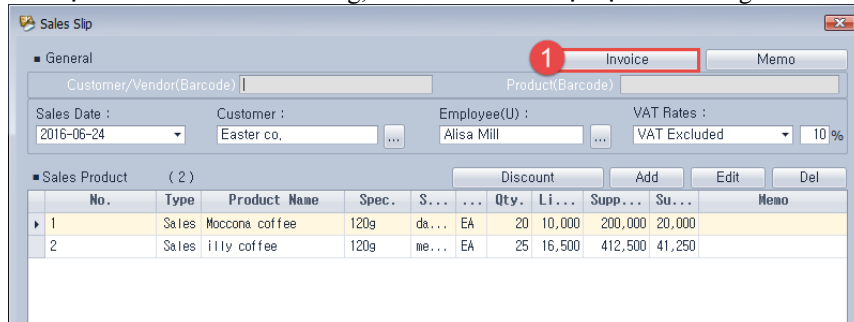 Sales Slip
■ General
1 Invoice Memo
Customer/Vendor(Barcode) Product(Barcode)
Sales Date : Customer : Employee(U) : VAT Rates :
2016-06-24 Easter co, ... Alisa Mill ... VAT Excluded 10 %
■ Sales Product ( 2 ) Discount Add Edit Del
No. Type Product Name Spec. S... ... Qty. Li... Supp... Su... Memo
1 Sales Moccona coffee 120g da... EA 20 10,000 200,000 20,000
2 Sales illy coffee 120g me... EA 25 16,500 412,500 41,250